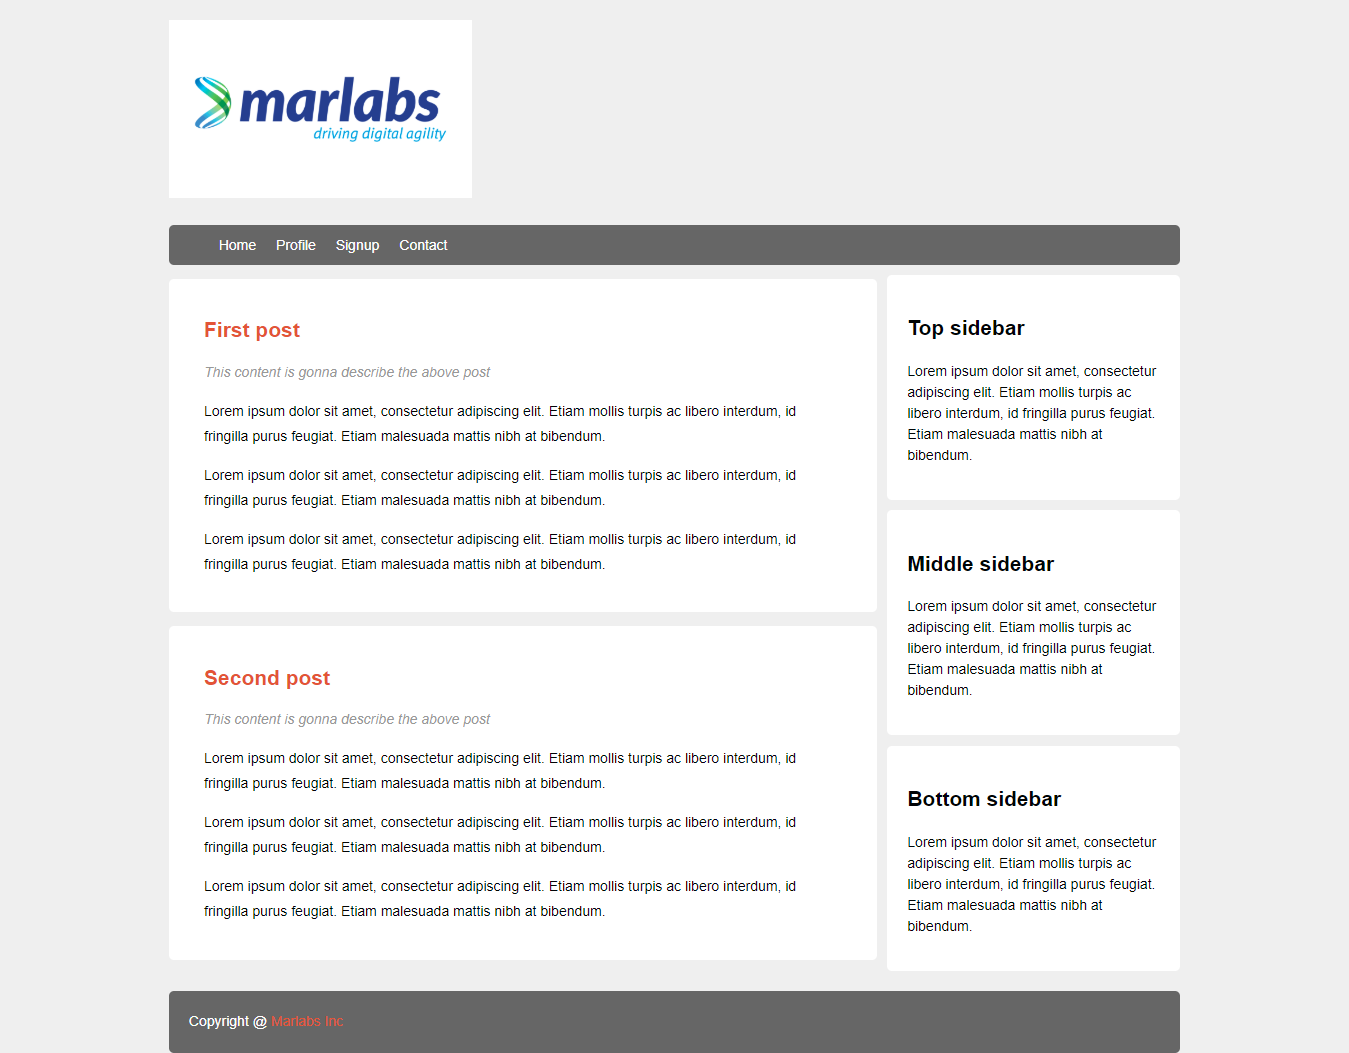 marlabs
driving digital agility
Home Profile Signup Contact
First post
This content is gonna describe the above post
Lorem ipsum dolor sit amet, consectetur adipiscing elit. Etiam mollis turpis ac libero interdum, id
fringilla purus feugiat. Etiam malesuada mattis nibh at bibendum.
Lorem ipsum dolor sit amet, consectetur adipiscing elit. Etiam mollis turpis ac libero interdum, id
fringilla purus feugiat. Etiam malesuada mattis nibh at bibendum.
Lorem ipsum dolor sit amet, consectetur adipiscing elit. Etiam mollis turpis ac libero interdum, id
fringilla purus feugiat. Etiam malesuada mattis nibh at bibendum.
Second post
This content is gonna describe the above post
Lorem ipsum dolor sit amet, consectetur adipiscing elit. Etiam mollis turpis ac libero interdum, id
fringilla purus feugiat. Etiam malesuada mattis nibh at bibendum.
Lorem ipsum dolor sit amet, consectetur adipiscing elit. Etiam mollis turpis ac libero interdum, id
fringilla purus feugiat. Etiam malesuada mattis nibh at bibendum.
Lorem ipsum dolor sit amet, consectetur adipiscing elit. Etiam mollis turpis ac libero interdum, id
fringilla purus feugiat. Etiam malesuada mattis nibh at bibendum.
Top sidebar
Lorem ipsum dolor sit amet, consectetur
adipiscing elit. Etiam mollis turpis ac
libero interdum, id fringilla purus feugiat.
Etiam malesuada mattis nibh at
bibendum.
Middle sidebar
Lorem ipsum dolor sit amet, consectetur
adipiscing elit. Etiam mollis turpis ac
libero interdum, id fringilla purus feugiat.
Etiam malesuada mattis nibh at
bibendum.
Bottom sidebar
Lorem ipsum dolor sit amet, consectetur
adipiscing elit. Etiam mollis turpis ac
libero interdum, id fringilla purus feugiat.
Etiam malesuada mattis nibh at
bibendum.
Copyright @ Marlabs Inc